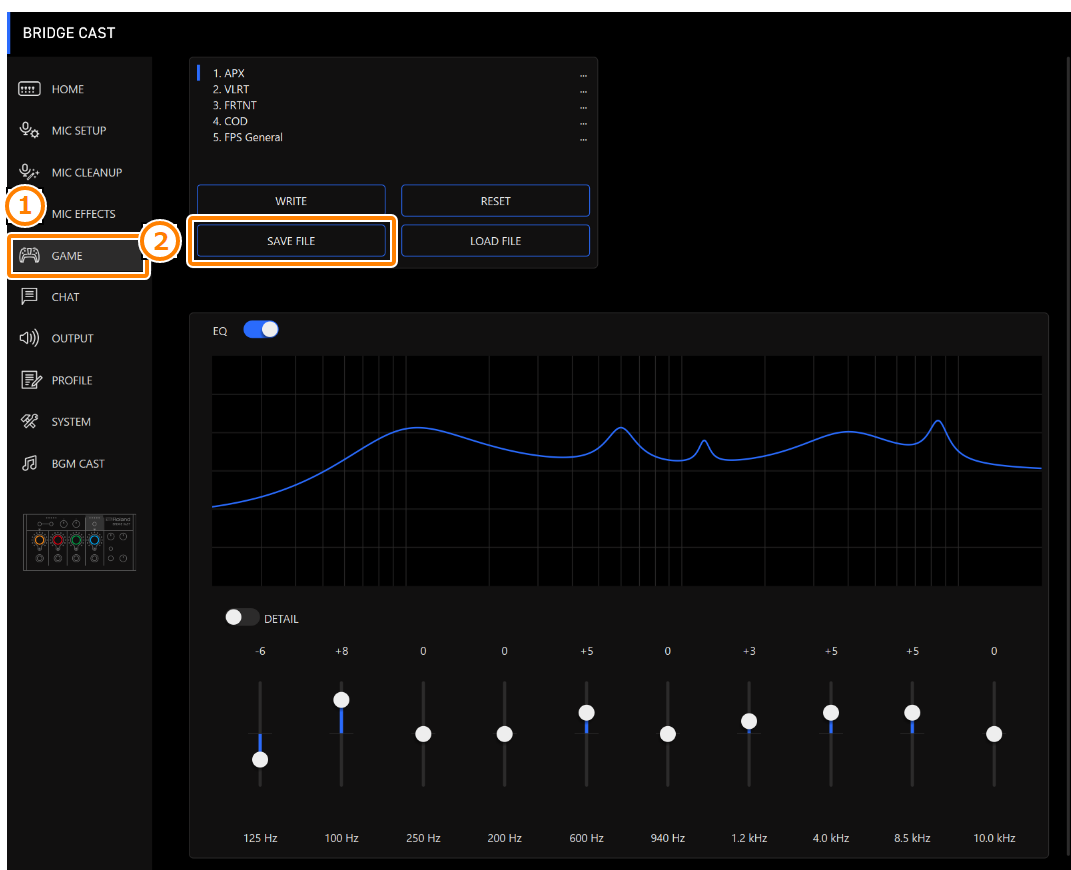 BRIDGE CAST
HOME
MIC SETUP
MIC CLEANUP
1
MIC EFFECTS
2
GAME
CHAT
OUTPUT
PROFILE
SYSTEM
BGM CAST
Roland
1. APX ...
2. VLRT ...
3. FRTNT ...
4. COD ...
5. FPS General ...
WRITE RESET
SAVE FILE LOAD FILE
EQ
DETAIL
-6 +8 0 0 +5 0 +3 +5 +5 0
125 Hz 100 Hz 250 Hz 200 Hz 600 Hz 940 Hz 1.2 kHz 4.0 kHz 8.5 kHz 10.0 kHz